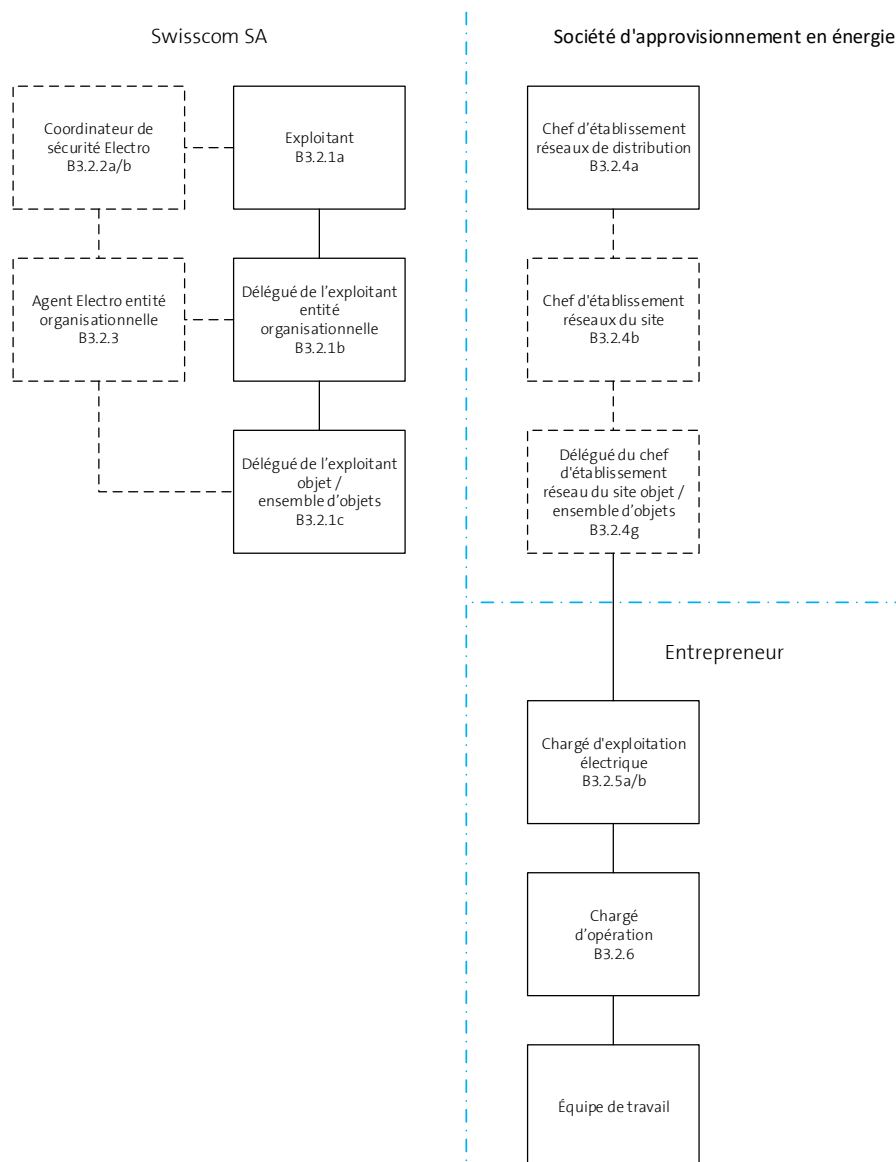 Swisscom SA
Société d'approvisionnement en énergie
Coordinateur de
sécurité Electro
B3.2.2a/b
Exploitant
B3.2.1a
Chef d’établissement
réseaux de distribution
B3.2.4a
Agent Electro entité
organisationnelle
B3.2.3
Délégué de l’exploitant
entité
organisationnelle
B3.2.1b
Chef d'établissement
réseaux du site
B3.2.4b
Délégué de l’exploitant
objet /
ensemble d’objets
B3.2.1c
Délégué du chef
d'établissement
réseau du site objet /
ensemble d’objets
B3.2.4g
Entrepreneur
Chargé d'exploitation
électrique
B3.2.5a/b
Chargé
d’opération
B3.2.6
Équipe de travail